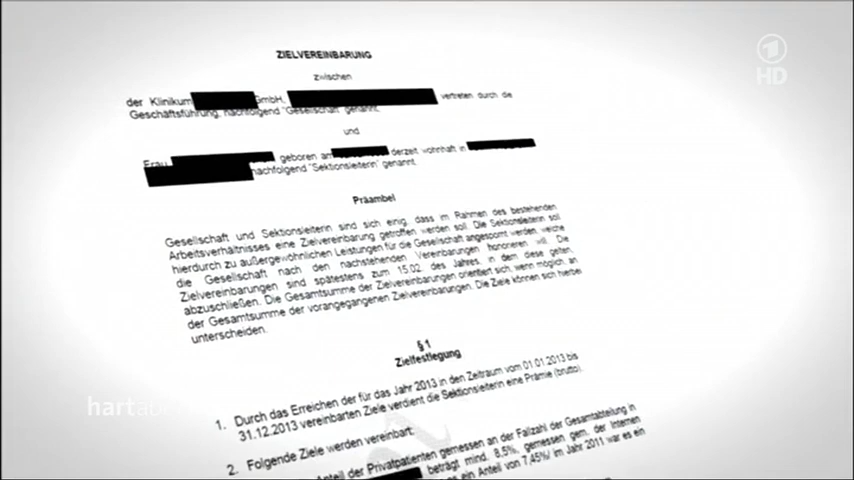 ZIELVEREINBARUNG
zwischen
der Klinikum GmbH, vertreten durch die
Geschäftsführung, nachfolgend "Gesellschaft" genannt,
und
Frau geboren am derzeit wohnhaft in
nachfolgend "Sektionsleiterin" genannt.
Präambel
Gesellschaft und Sektionsleiterin sind sich einig, dass im Rahmen des bestehenden
Arbeitsverhältnisses eine Zielvereinbarung getroffen werden soll. Die Sektionsleiterin soll
hierdurch zu außergewöhnlichen Leistungen für die Gesellschaft angespornt werden, welche
die Gesellschaft nach den nachstehenden Vereinbarungen honorieren will. Die
Zielvereinbarungen sind spätestens zum 15.02. des Jahres, in dem diese gelten,
abzuschließen. Die Gesamtsumme der Zielvereinbarungen orientiert sich, wenn möglich, an
der Gesamtsumme der vorangegangenen Zielvereinbarungen. Die Ziele können sich hierbei
unterscheiden.
§ 1
Zielfestlegung
1. Durch das Erreichen der für das Jahr 2013 in den Zeitraum vom 01.01.2013 bis
31.12.2013 vereinbarten Ziele verdient die Sektionsleiterin eine Prämie (brutto).
2. Folgende Ziele werden vereinbart:
Anteil der Privatpatienten gemessen an der Fallzahl der Gesamtabteilung in
beträgt mind. 8,5%, gemessen gem. der Internen
es ein Anteil von 7,45%/ im Jahr 2011 war es ein
hartaber
1
HD